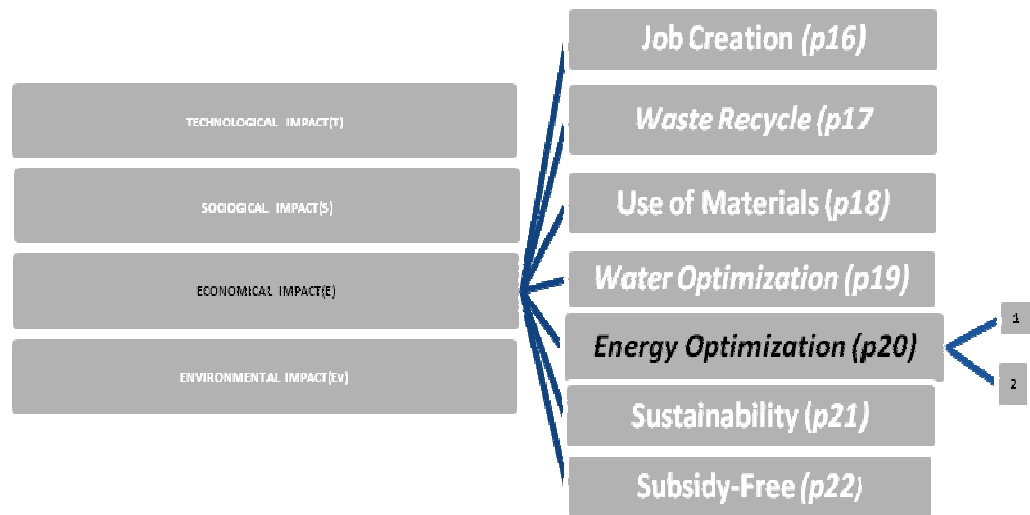 TECHNOLOGICAL IMPACT(T)
SOCIOGICAL IMPACT(S)
ECONOMICAL IMPACT(E)
ENVIRONMENTAL IMPACT(Ev)
Job Creation (p16)
Waste Recycle (p17
Use of Materials (p18)
Water Optimization (p19)
Energy Optimization (p20)
Sustainability (p21)
Subsidy-Free (p22)
1
2